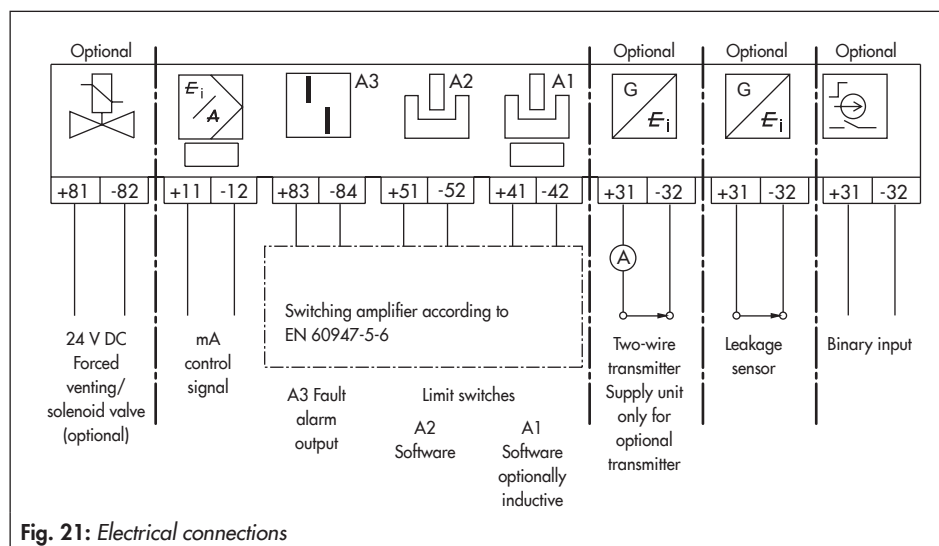 Optional
Optional
Optional
Optional
E i / A
A3
A2
A1
G / E i
G / E i
+81 -82 +11 -12 +83 -84 +51 -52 +41 -42 +31 -32 +31 -32 +31 -32
A
Switching amplifier according to
EN 60947-5-6
24 V DC
Forced
venting/
solenoid valve
(optional)
mA
control
signal
A3 Fault
alarm
output
Limit switches
A2
Software
A1
Software
optionally
inductive
Two-wire
transmitter
Supply unit
only for
optional
transmitter
Leakage
sensor
Binary input
Fig. 21: Electrical connections